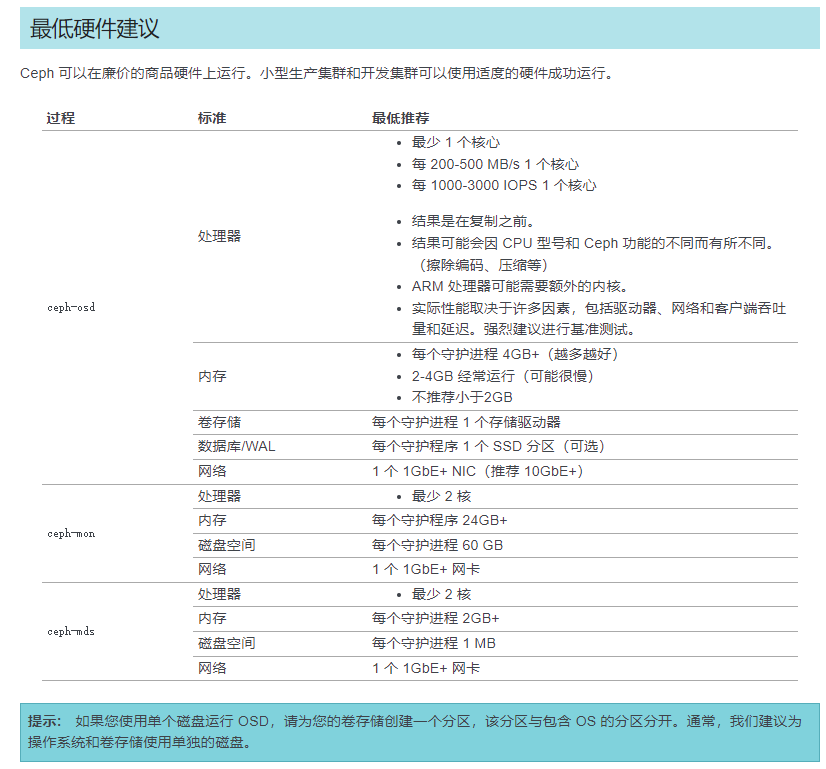 最低硬件建议
Ceph 可以在廉价的商品硬件上运行。小型生产集群和开发集群可以使用适度的硬件成功运行。
过程 标准 最低推荐
ceph-osd
处理器
• 最少 1 个核心
• 每 200-500 MB/s 1 个核心
• 每 1000-3000 IOPS 1 个核心
• 结果是在复制之前。
• 结果可能会因 CPU 型号和 Ceph 功能的不同而有所不同。
（擦除编码、压缩等）
• ARM 处理器可能需要额外的内核。
• 实际性能取决于许多因素，包括驱动器、网络和客户端吞吐
量和延迟。强烈建议进行基准测试。
内存
• 每个守护进程 4GB+（越多越好）
• 2-4GB 经常运行（可能很慢）
• 不推荐小于2GB
卷存储 每个守护进程 1 个存储驱动器
数据库/WAL 每个守护程序 1 个 SSD 分区（可选）
网络 1 个 1GbE+ NIC（推荐 10GbE+）
ceph-mon
处理器 • 最少 2 核
内存 每个守护程序 24GB+
磁盘空间 每个守护进程 60 GB
网络 1 个 1GbE+ 网卡
ceph-mds
处理器 • 最少 2 核
内存 每个守护进程 2GB+
磁盘空间 每个守护进程 1 MB
网络 1 个 1GbE+ 网卡
提示： 如果您使用单个磁盘运行 OSD，请为您的卷存储创建一个分区，该分区与包含 OS 的分区分开。通常，我们建议为
操作系统和卷存储使用单独的磁盘。